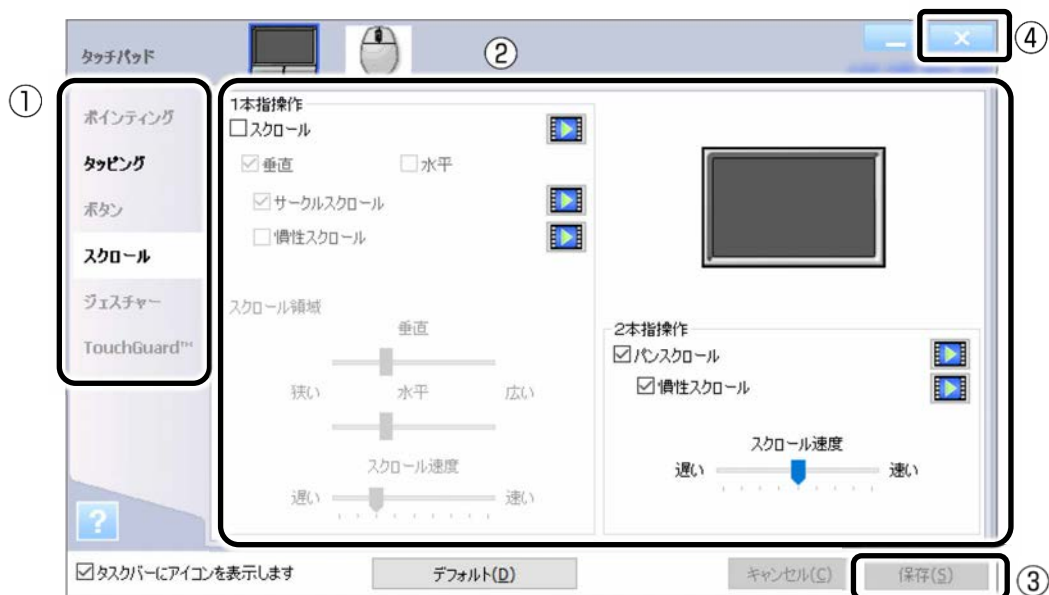 タッチパッド
②
④
①
ポインティング
タッピング
ボタン
スクロール
ジェスチャー
TouchGuard™
1本指操作
スクロール
垂直 水平
サークルスクロール
慣性スクロール
スクロール領域
垂直
狭い 水平 広い
スクロール速度
遅い 速い
2本指操作
パンスクロール
慣性スクロール
スクロール速度
遅い 速い
?
タスクバーにアイコンを表示します
デフォルト(D)
キャンセル(C)
保存(S)
③